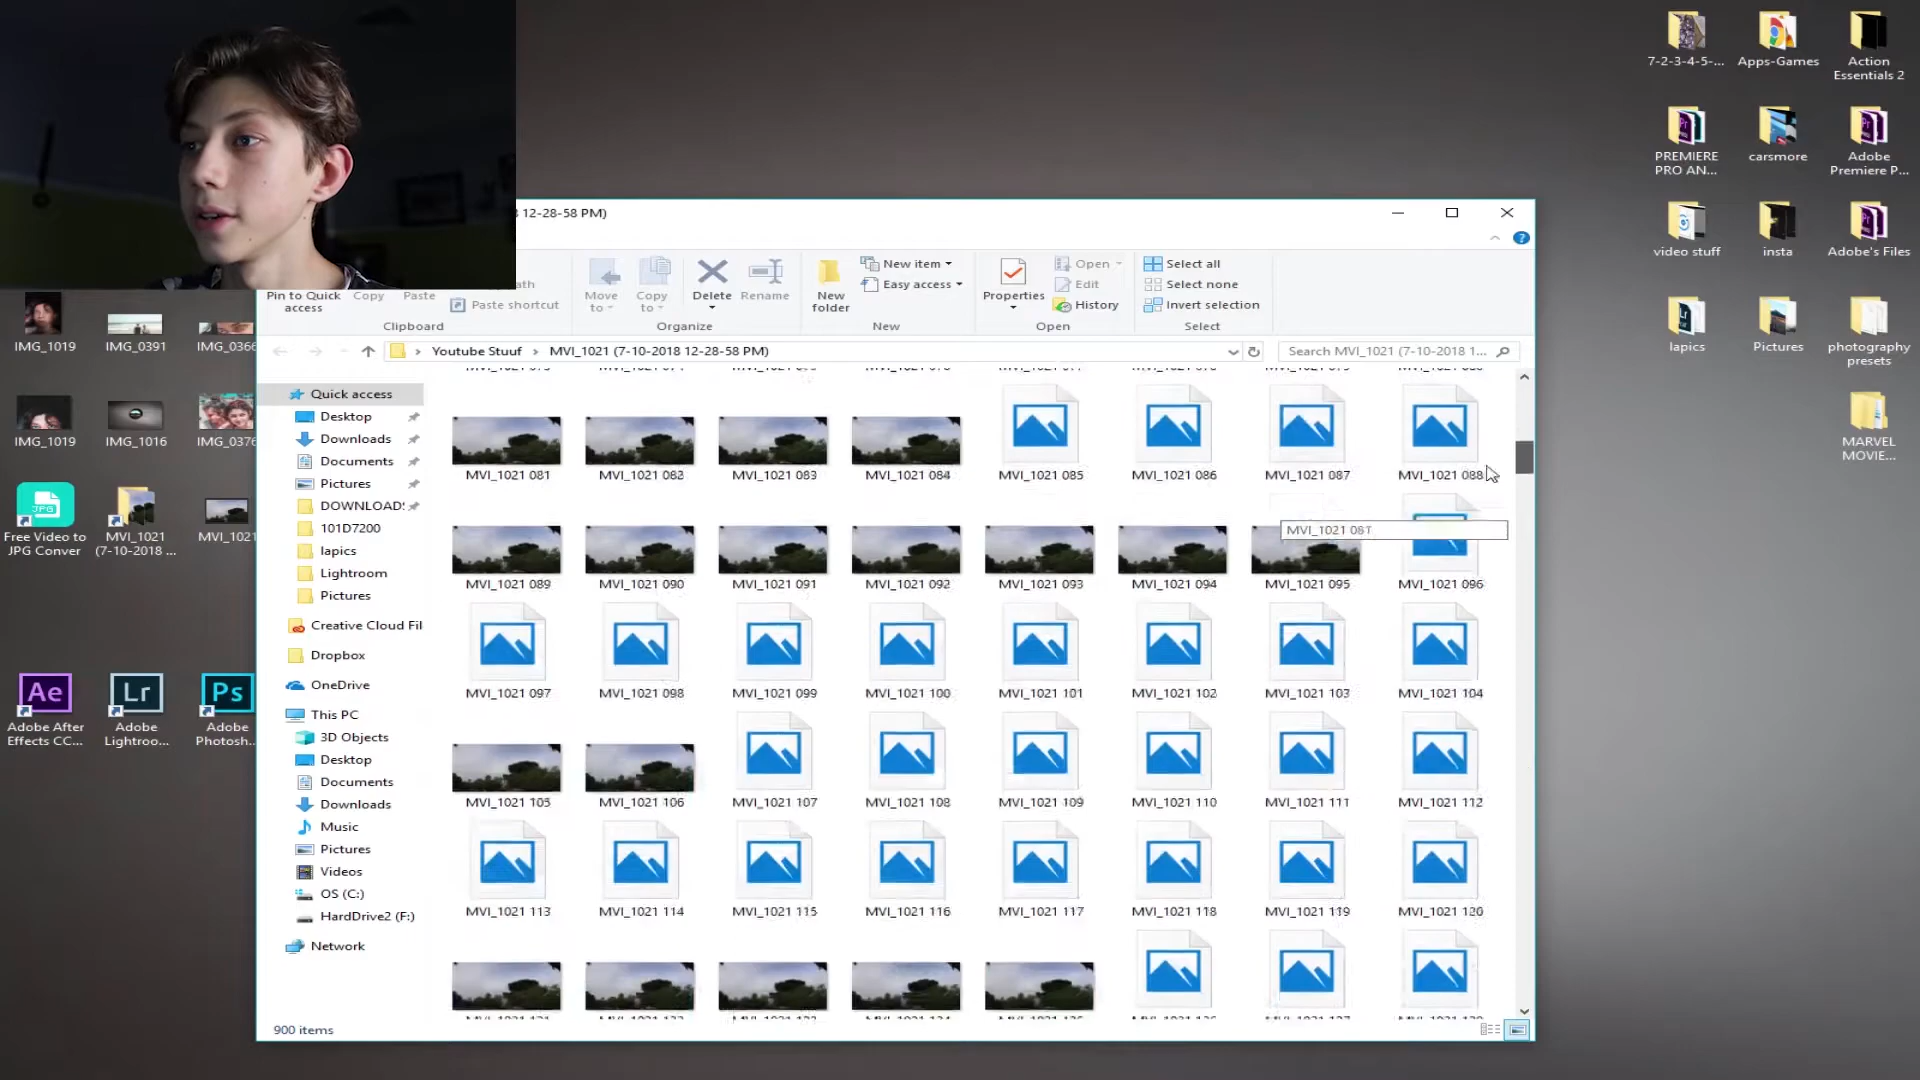 7-2-3-4-5-...
Apps-Games
Action
Essentials 2
PREMIERE
PRO AN...
carsmore
Adobe
Premiere P...
video stuff
insta
Adobe's Files
lapics
Pictures
photography
presets
MARVEL
MOVIE...
12-28-58 PM)
Pin to Quick
access
Copy
Paste
Paste shortcut
Clipboard
Move
to
Copy
to
Delete
Rename
Organize
New
folder
New item
Easy access
New
Properties
Open
Edit
History
Open
Select all
Select none
Invert selection
Select
Youtube Stuuf
MVI_1021 (7-10-2018 12-28-58 PM)
Search MVI_1021 (7-10-2018 1...
IMG_1019
IMG_0391
IMG_0366
IMG_1019
IMG_1016
IMG_0376
Free Video to
JPG Conver
MVI_1021
(7-10-2018 ...
MVI_1021
Ae
Adobe After
Effects CC...
Lr
Adobe
Lightroo...
Ps
Adobe
Photosh...
Quick access
Desktop
Downloads
Documents
Pictures
DOWNLOADS
101D7200
lapics
Lightroom
Pictures
Creative Cloud Fil
Dropbox
OneDrive
This PC
3D Objects
Desktop
Documents
Downloads
Music
Pictures
Videos
OS (C:)
HardDrive2 (F:)
Network
MVI_1021 081
MVI_1021 082
MVI_1021 083
MVI_1021 084
MVI_1021 085
MVI_1021 086
MVI_1021 087
MVI_1021 088
MVI_1021 089
MVI_1021 090
MVI_1021 091
MVI_1021 092
MVI_1021 093
MVI_1021 094
MVI_1021 095
MVI_1021 096
MVI_1021 097
MVI_1021 098
MVI_1021 099
MVI_1021 100
MVI_1021 101
MVI_1021 102
MVI_1021 103
MVI_1021 104
MVI_1021 105
MVI_1021 106
MVI_1021 107
MVI_1021 108
MVI_1021 109
MVI_1021 110
MVI_1021 111
MVI_1021 112
MVI_1021 113
MVI_1021 114
MVI_1021 115
MVI_1021 116
MVI_1021 117
MVI_1021 118
MVI_1021 119
MVI_1021 120
900 items